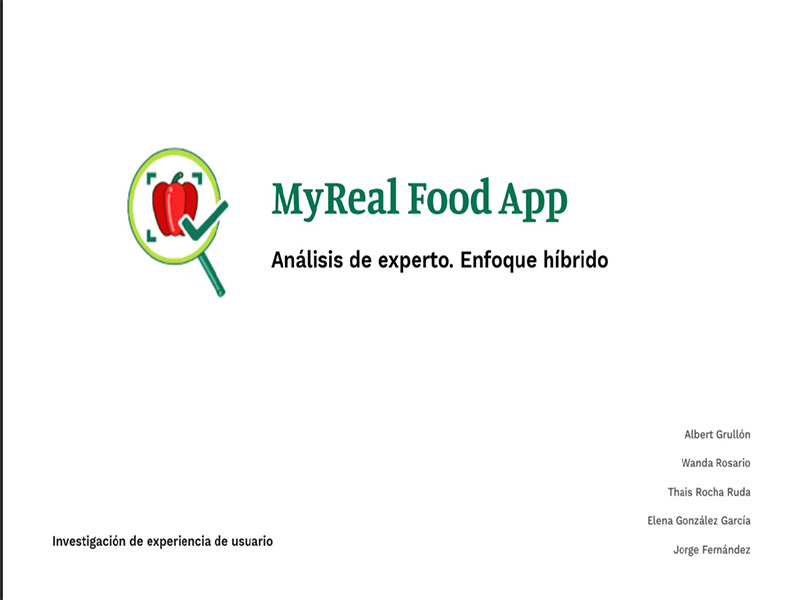 MyReal Food App
Análisis de experto. Enfoque híbrido
Albert Grullón
Wanda Rosario
Thais Rocha Ruda
Elena González García
Jorge Fernández
Investigación de experiencia de usuario